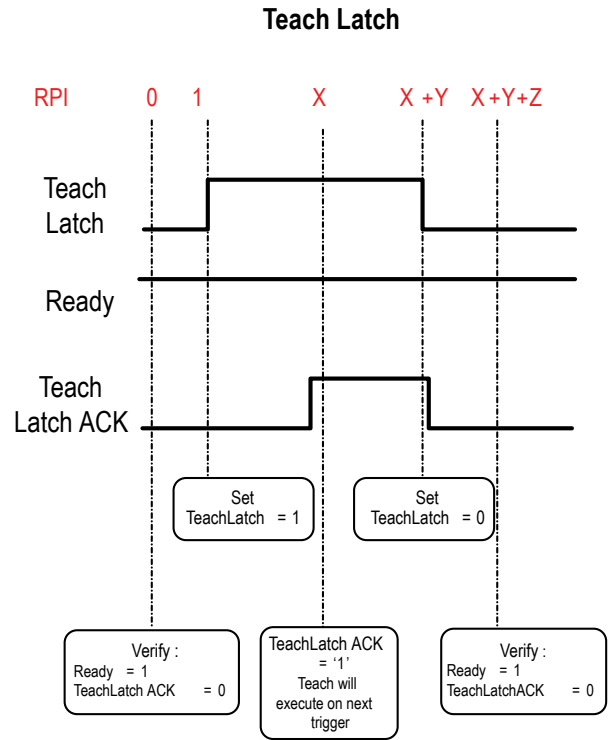 Teach Latch
RPI 0 1 X X +Y X +Y+Z
Teach
Latch
Ready
Teach
Latch ACK
Set
TeachLatch = 1
Set
TeachLatch = 0
Verify :
Ready = 1
TeachLatch ACK = 0
TeachLatch ACK
= ‘1’
Teach will
execute on next
trigger
Verify :
Ready = 1
TeachLatchACK = 0